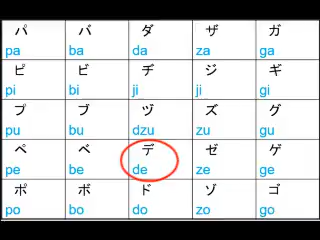 パ バ ダ ザ ガ
pa ba da za ga
ピ ビ ヂ ジ ギ
pi bi ji ji gi
プ ブ ヅ ズ グ
pu bu dzu zu gu
ペ ベ デ ゼ ゲ
pe be de ze ge
ポ ボ ド ゾ ゴ
po bo do zo go